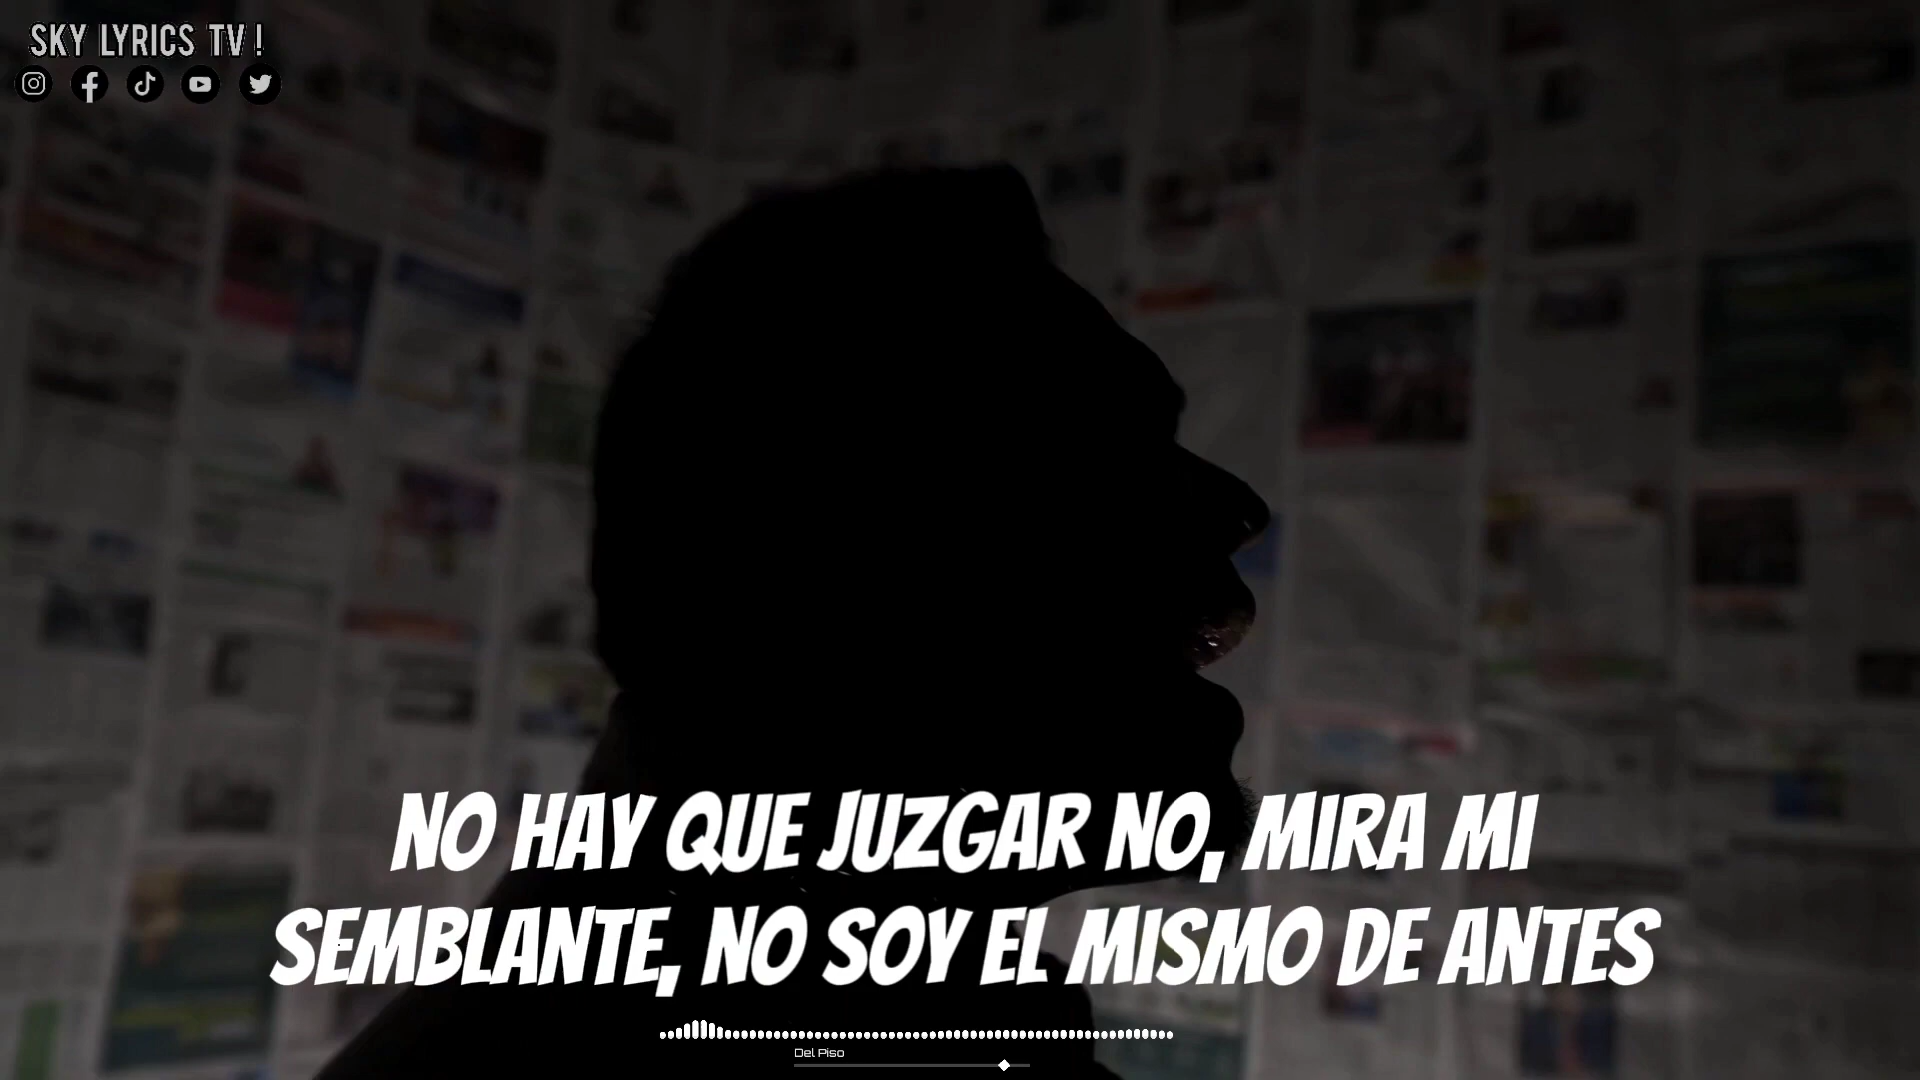 SKY LYRICS TV !
NO HAY QUE JUZGAR NO, MIRA MI
SEMBLANTE, NO SOY EL MISMO DE ANTES
Del Piso